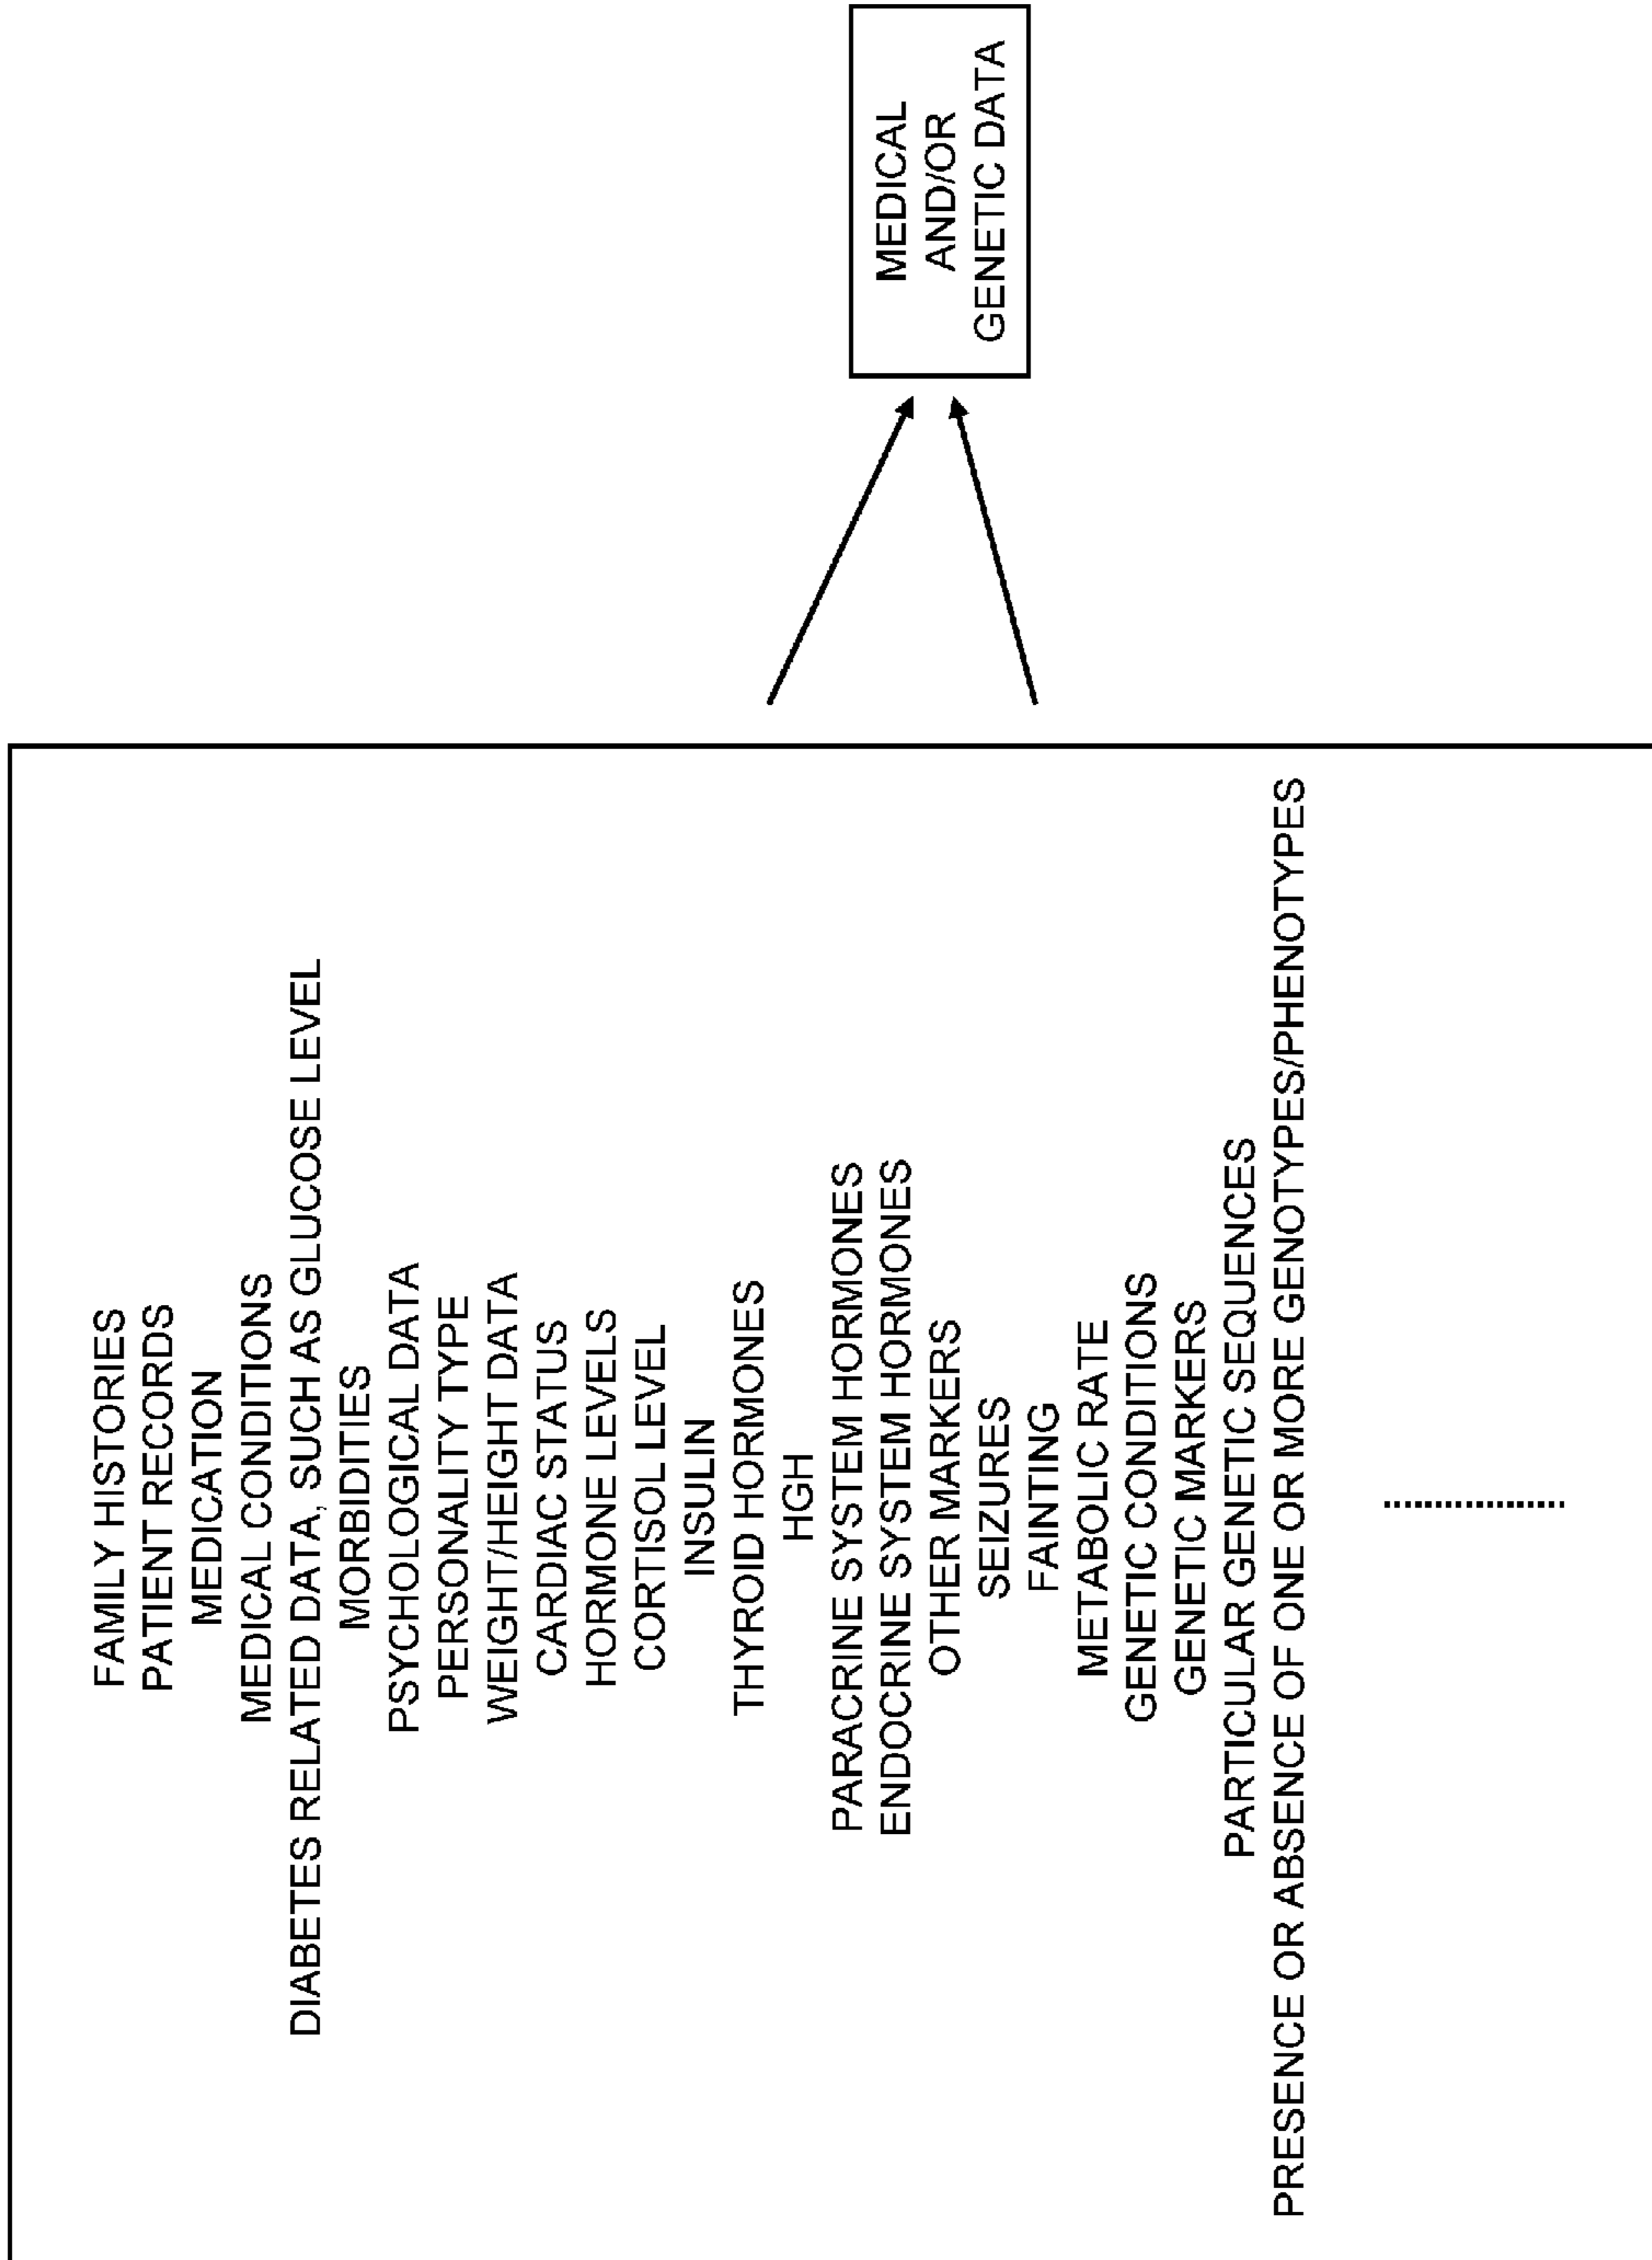 FAMILY HISTORIES
PATIENT RECORDS
MEDICATION
MEDICAL CONDITIONS
DIABETES RELATED DATA, SUCH AS GLUCOSE LEVEL
MORBIDITIES
PSYCHOLOGICAL DATA
PERSONALITY TYPE
WEIGHT/HEIGHT DATA
CARDIAC STATUS
HORMONE LEVELS
CORTISOL LEVEL
INSULIN
THYROID HORMONES
HGH
PARACRINE SYSTEM HORMONES
ENDOCRINE SYSTEM HORMONES
OTHER MARKERS
SEIZURES
FAINTING
METABOLIC RATE
GENETIC CONDITIONS
GENETIC MARKERS
PARTICULAR GENETIC SEQUENCES
PRESENCE OR ABSENCE OF ONE OR MORE GENOTYPES/PHENOTYPES
..................
MEDICAL
AND/OR
GENETIC DATA